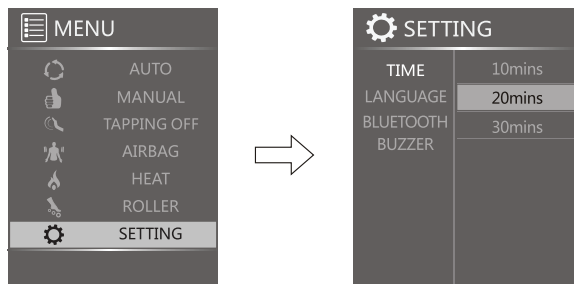 MENU
AUTO
MANUAL
TAPPING OFF
AIRBAG
HEAT
ROLLER
SETTING
SETTING
TIME
LANGUAGE
BLUETOOTH
BUZZER
10mins
20mins
30mins